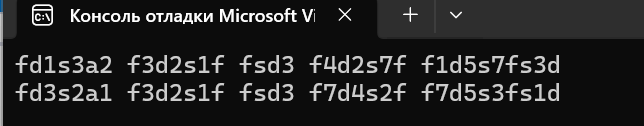 Консоль отладки Microsoft Vi
fd1s3a2 f3d2s1f fsd3 f4d2s7f f1d5s7fs3d
fd3s2a1 f3d2s1f fsd3 f7d4s2f f7d5s3fs1d